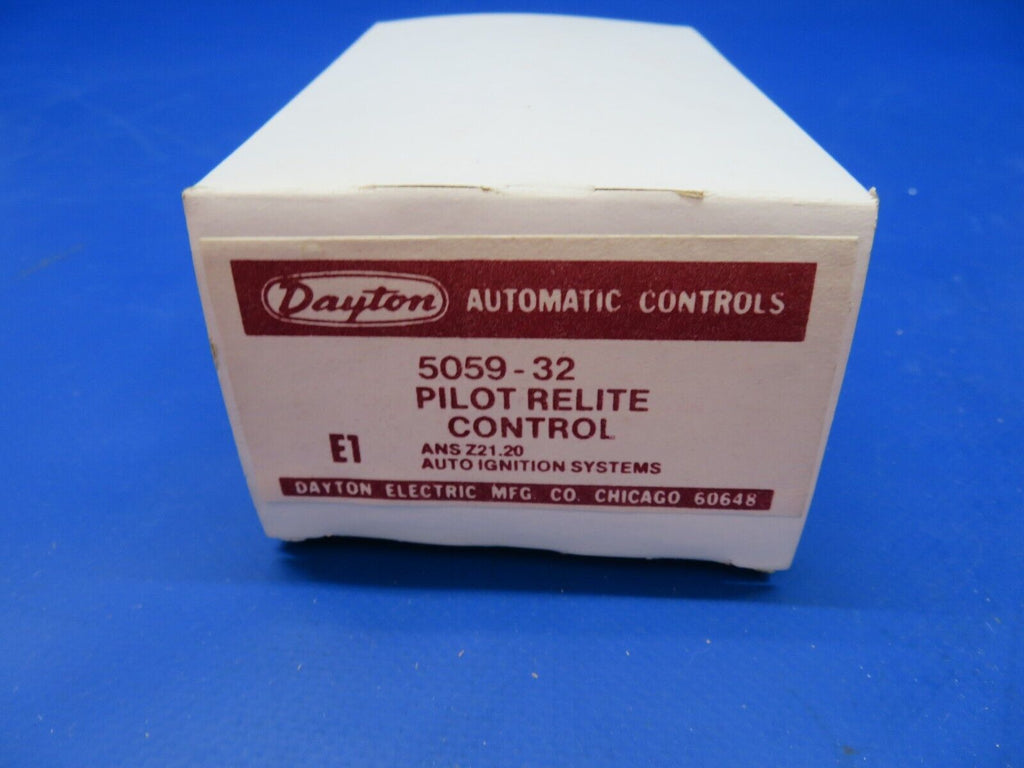 Dayton AUTOMATIC CONTROLS
5059-32
PILOT RELITE
CONTROL
E1
ANS Z21.20
AUTO IGNITION SYSTEMS
DAYTON ELECTRIC MFG. CO. CHICAGO 60648